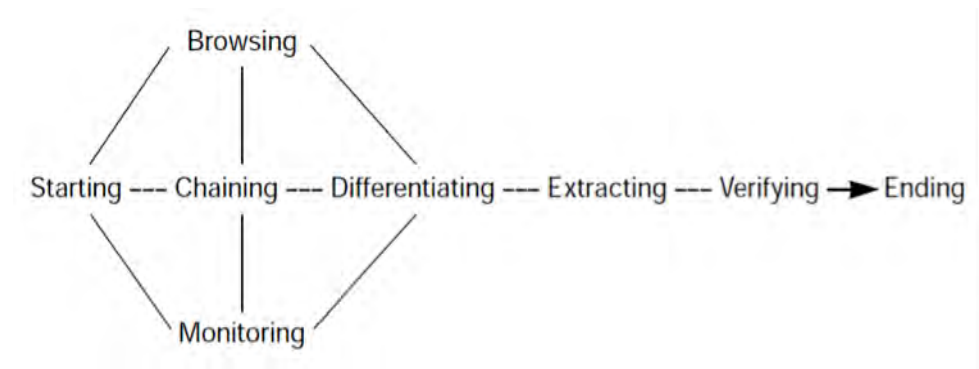 Browsing
Starting --- Chaining --- Differentiating --- Extracting --- Verifying Ending
Monitoring